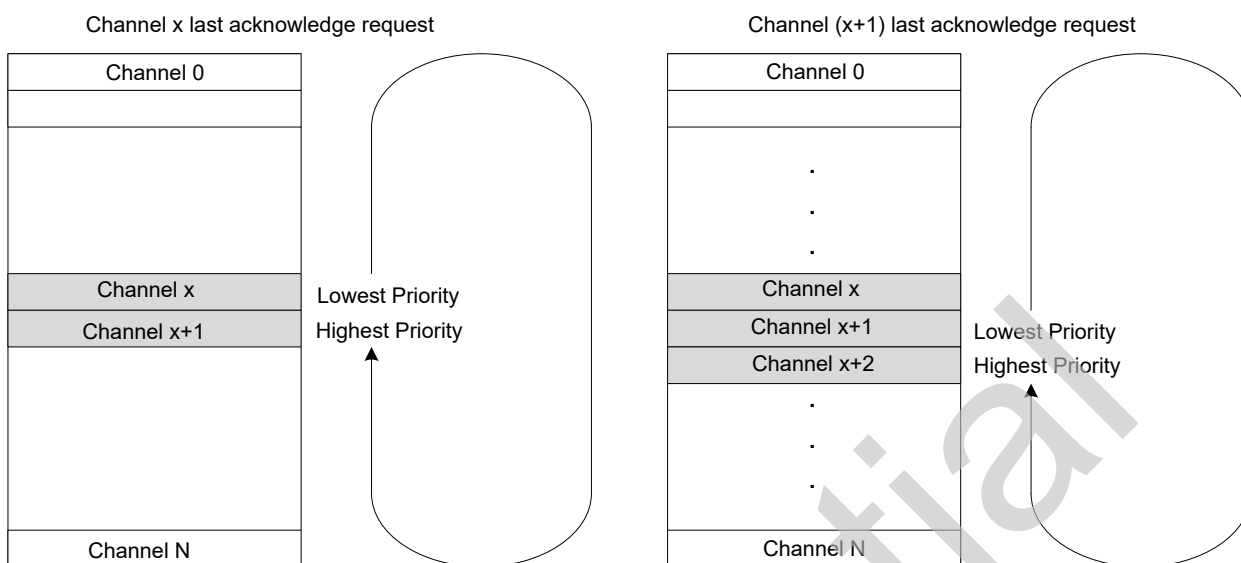 Channel x last acknowledge request
Channel 0
Channel x
Channel x+1
Channel N
Lowest Priority
Highest Priority
Channel (x+1) last acknowledge request
Channel 0
.
.
.
Channel x
Channel x+1
Channel x+2
.
.
.
Channel N
Lowest Priority
Highest Priority
tial